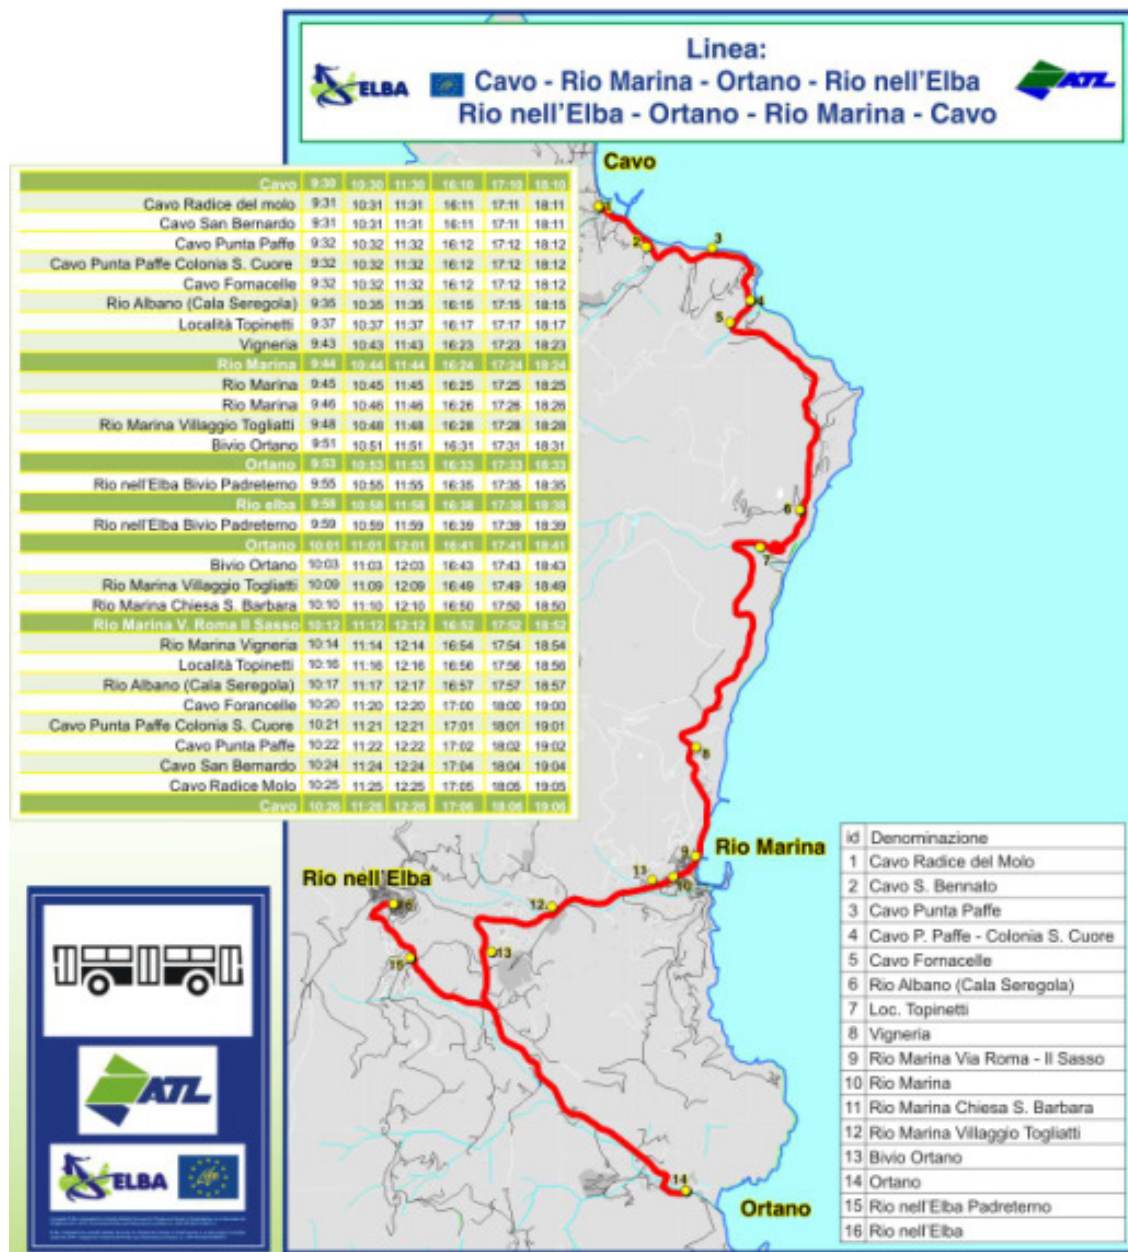 Linea:
Cavo - Rio Marina - Ortano - Rio nell'Elba
Rio nell'Elba - Ortano - Rio Marina - Cavo
ELBA
ATL
Cavo 9:30 10:30 11:30 16:10 17:10 18:10
Cavo Radice del molo 9:31 10:31 11:31 16:11 17:11 18:11
Cavo San Bernardo 9:31 10:31 11:31 16:11 17:11 18:11
Cavo Punta Paffe 9:32 10:32 11:32 16:12 17:12 18:12
Cavo Punta Paffe Colonia S. Cuore 9:32 10:32 11:32 16:12 17:12 18:12
Cavo Fornacelle 9:32 10:32 11:32 16:12 17:12 18:12
Rio Albano (Cala Seregola) 9:35 10:35 11:35 16:15 17:15 18:15
Località Topinetti 9:37 10:37 11:37 16:17 17:17 18:17
Vigneria 9:43 10:43 11:43 16:23 17:23 18:23
Rio Marina 9:44 10:44 11:44 16:24 17:24 18:24
Rio Marina 9:45 10:45 11:45 16:25 17:25 18:25
Rio Marina 9:46 10:46 11:46 16:26 17:26 18:26
Rio Marina Villaggio Togliatti 9:48 10:48 11:48 16:28 17:28 18:28
Bivio Ortano 9:51 10:51 11:51 16:31 17:31 18:31
Ortano 9:53 10:53 11:53 16:33 17:33 18:33
Rio nell'Elba Bivio Padreterno 9:55 10:55 11:55 16:35 17:35 18:35
Rio elba 9:58 10:58 11:58 16:38 17:38 18:38
Rio nell'Elba Bivio Padreterno 9:59 10:59 11:59 16:39 17:39 18:39
Ortano 10:01 11:01 12:01 16:41 17:41 18:41
Bivio Ortano 10:03 11:03 12:03 16:43 17:43 18:43
Rio Marina Villaggio Togliatti 10:09 11:09 12:09 16:49 17:49 18:49
Rio Marina Chiesa S. Barbara 10:10 11:10 12:10 16:50 17:50 18:50
Rio Marina V. Roma Il Sasso 10:12 11:12 12:12 16:52 17:52 18:52
Rio Marina Vigneria 10:14 11:14 12:14 16:54 17:54 18:54
Località Topinetti 10:16 11:16 12:16 16:56 17:56 18:56
Rio Albano (Cala Seregola) 10:17 11:17 12:17 16:57 17:57 18:57
Cavo Forancelle 10:20 11:20 12:20 17:00 18:00 19:00
Cavo Punta Paffe Colonia S. Cuore 10:21 11:21 12:21 17:01 18:01 19:01
Cavo Punta Paffe 10:22 11:22 12:22 17:02 18:02 19:02
Cavo San Bernardo 10:24 11:24 12:24 17:04 18:04 19:04
Cavo Radice Molo 10:25 11:25 12:25 17:05 18:05 19:05
Cavo 10:26 11:26 12:26 17:06 18:06 19:06
Cavo
2
3
4
5
6
7
8
9
Rio Marina
10
11
12
13
Rio nell'Elba
16
15
14
Ortano
id Denominazione
1 Cavo Radice del Molo
2 Cavo S. Bennato
3 Cavo Punta Paffe
4 Cavo P. Paffe - Colonia S. Cuore
5 Cavo Fornacelle
6 Rio Albano (Cala Seregola)
7 Loc. Topinetti
8 Vigneria
9 Rio Marina Via Roma - Il Sasso
10 Rio Marina
11 Rio Marina Chiesa S. Barbara
12 Rio Marina Villaggio Togliatti
13 Bivio Ortano
14 Ortano
15 Rio nell'Elba Padreterno
16 Rio nell'Elba
ATL
ELBA